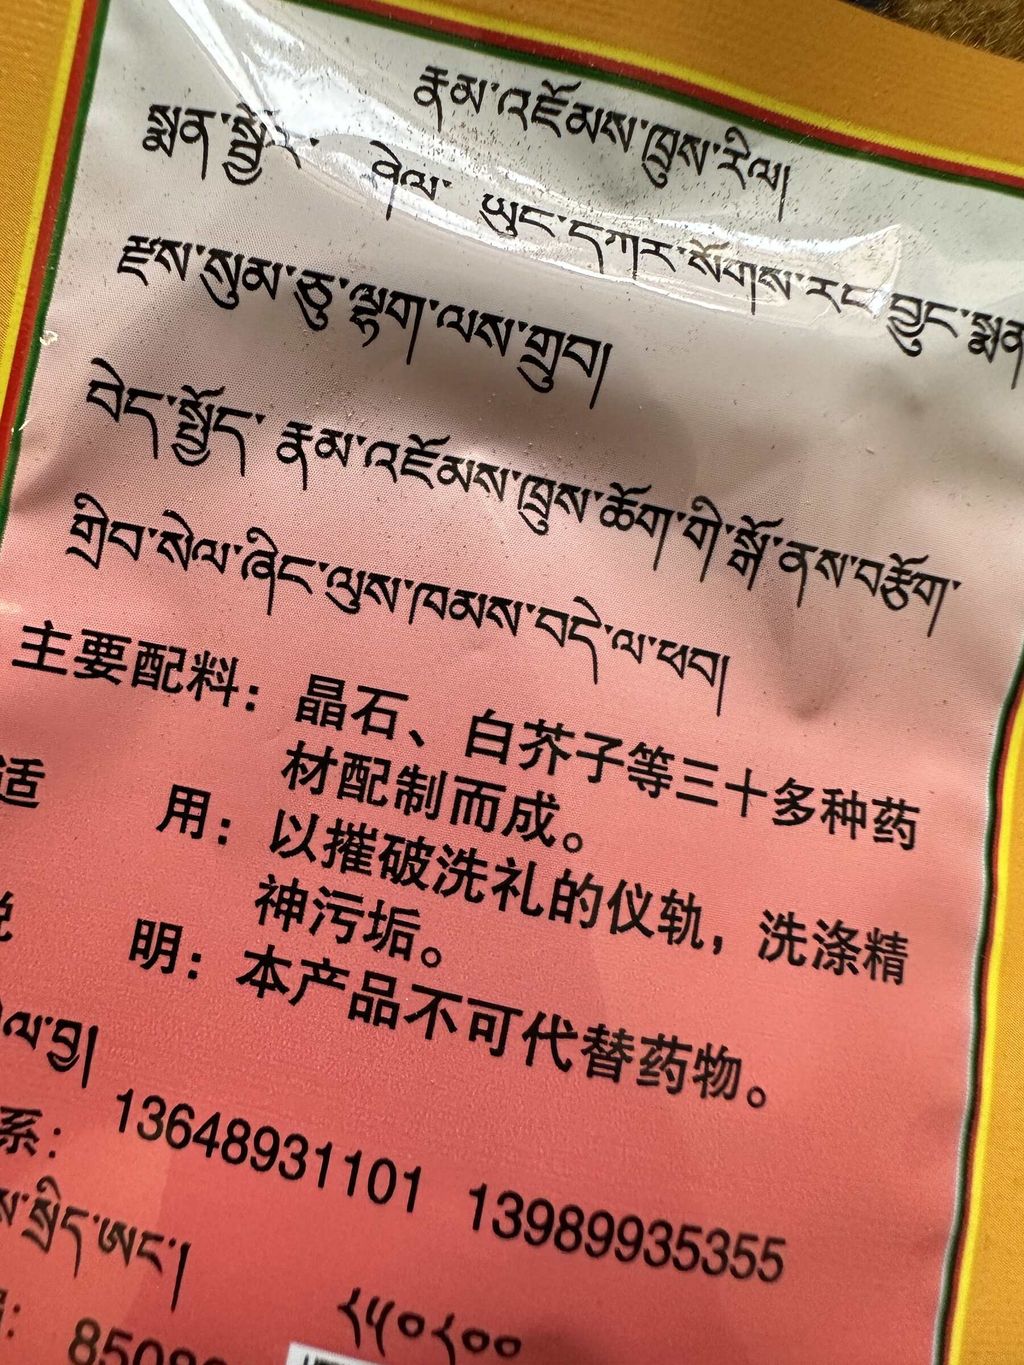 རྣམ་འཇོམས་ཁྲུས་རིལ།
སྨན་སྦྱོར་ ཤེལ་ ཡུང་དཀར་སོགས་རང་བྱུང་སྨན
རྫས་སུམ་ཅུ་ལྷག་ལས་གྲུབ།
བེད་སྤྱོད་ རྣམ་འཇོམས་ཁྲུས་ཆོག་གི་སྒོ་ནས་བརྩོག་
གྲིབ་སེལ་ཞིང་ལུས་ཁམས་བདེ་ལ་ཕབ།
主要配料：晶石、白芥子等三十多种药
材配制而成。
适 用：以摧破洗礼的仪轨，洗涤精
神污垢。
明：本产品不可代替药物。
系：13648931101 13989935355
༨༥༠༨༠༠
8508